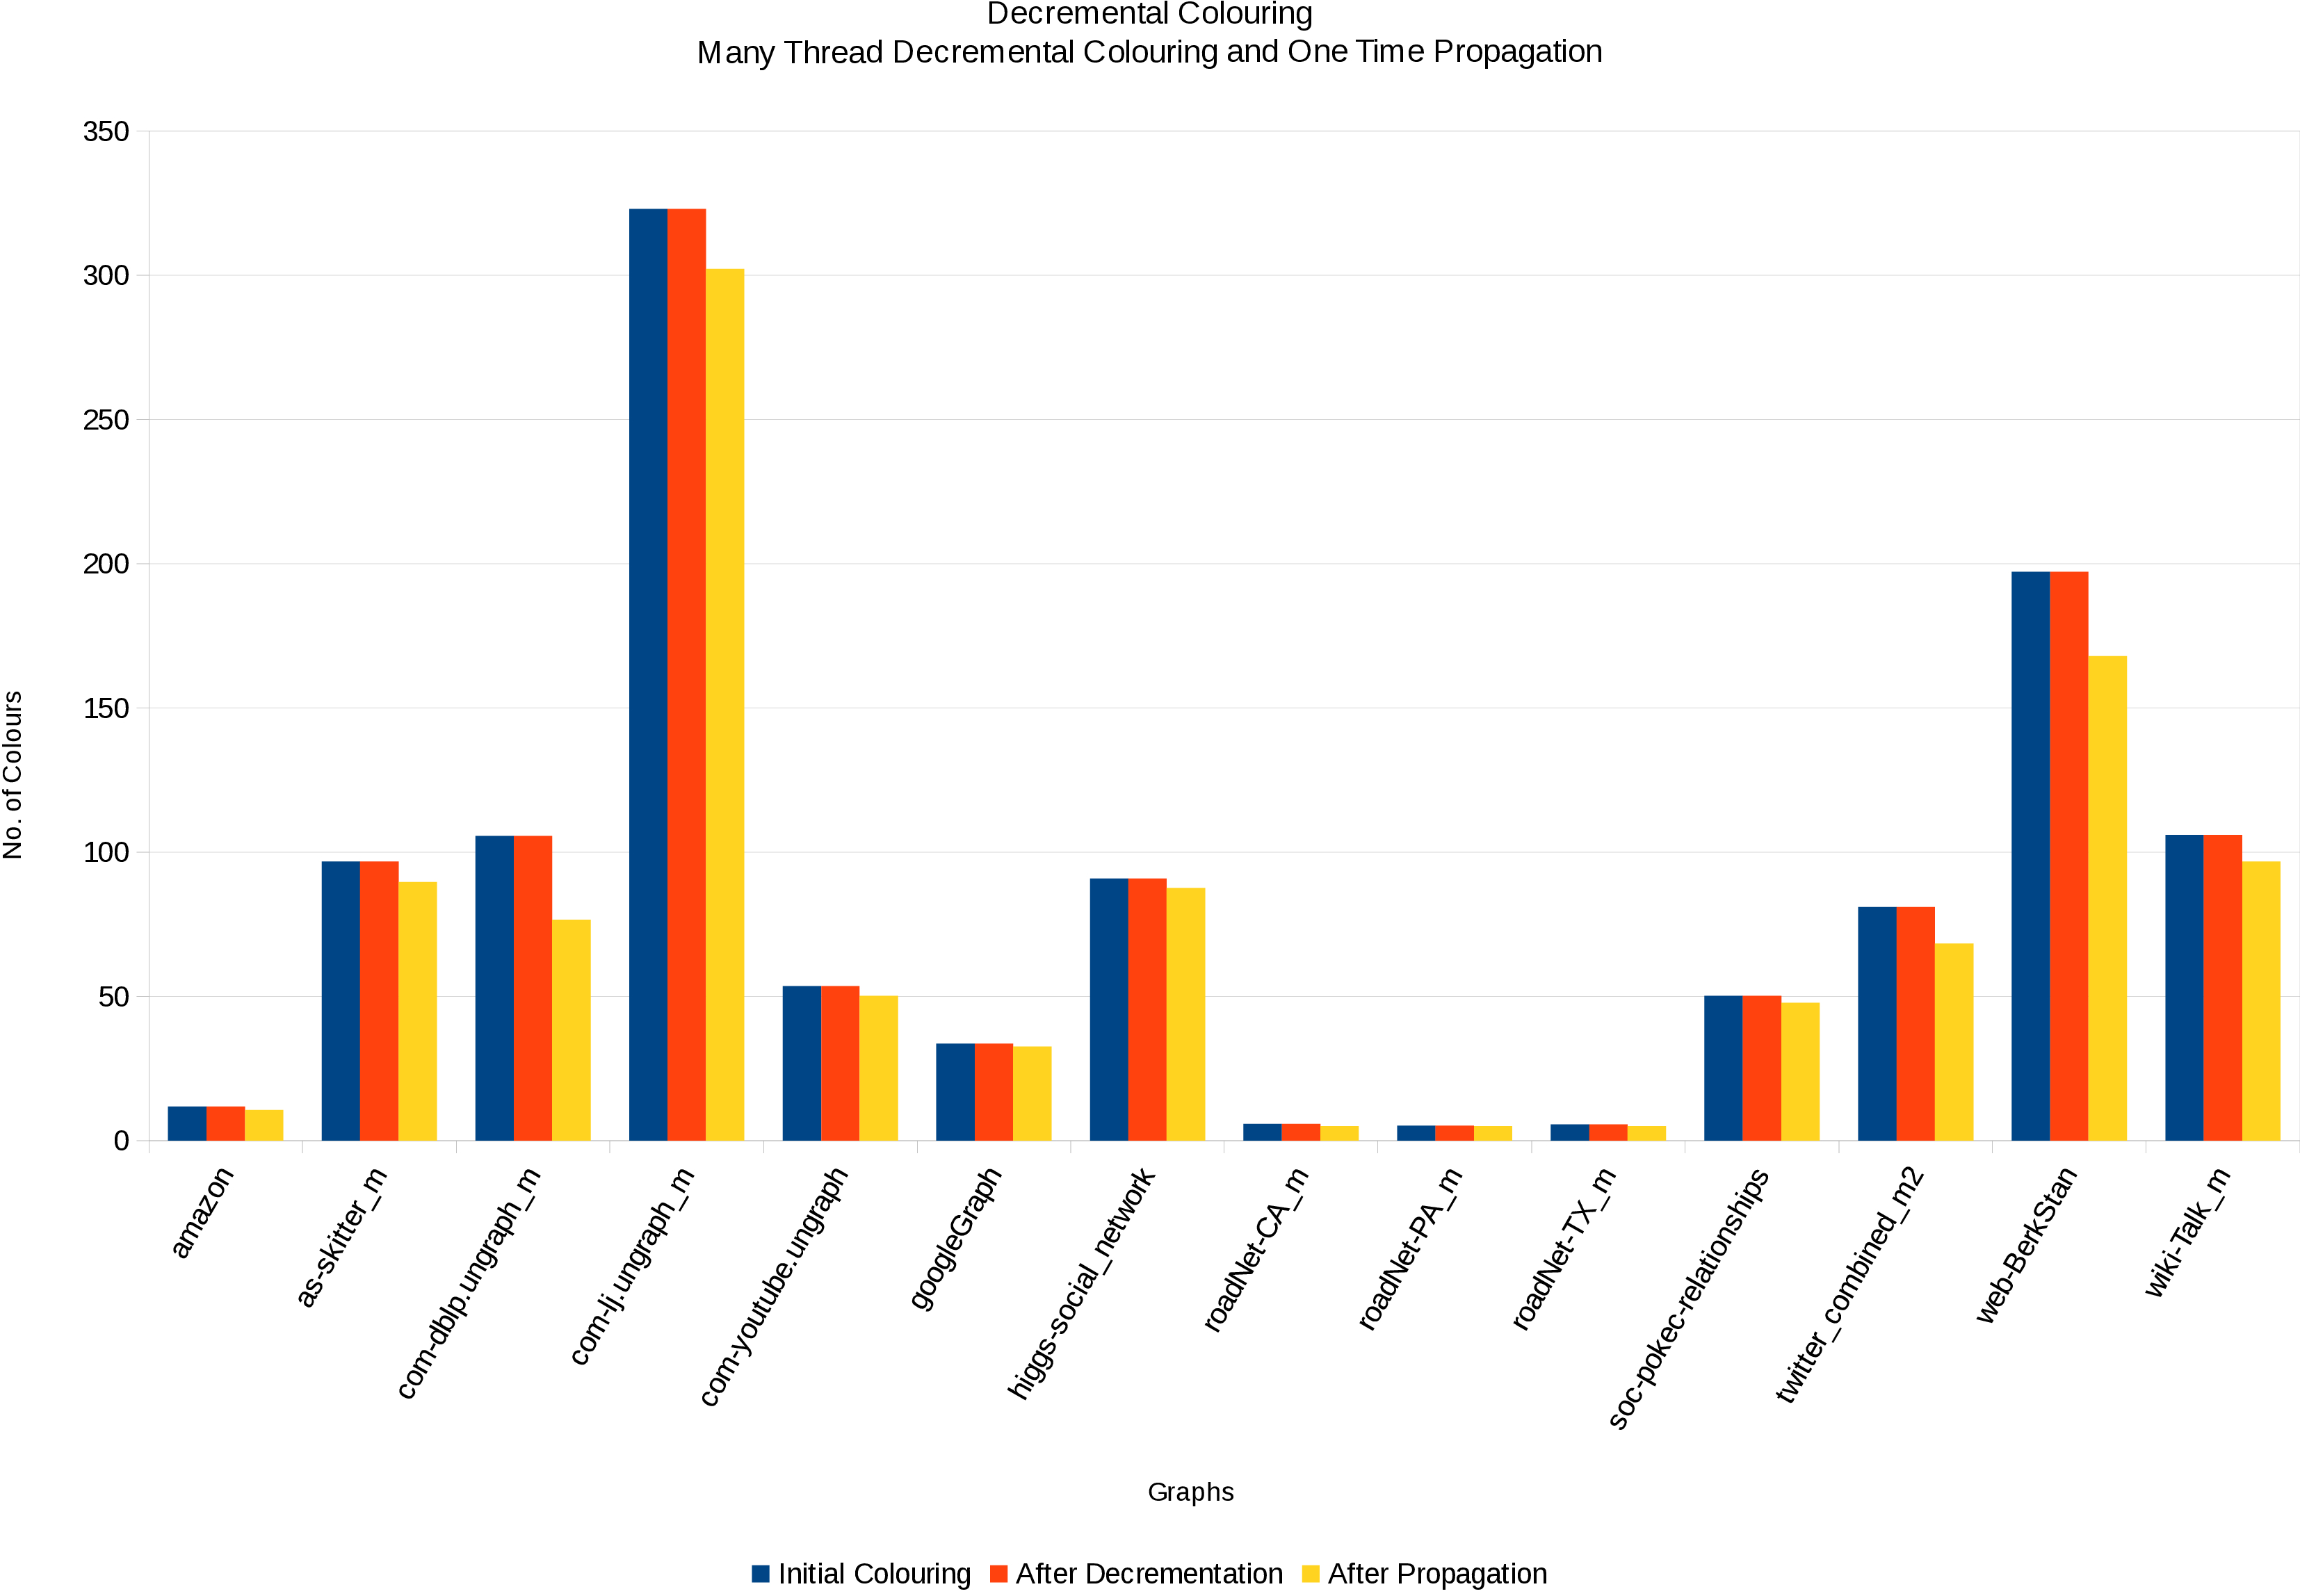 Decremental Colouring
Many Thread Decremental Colouring and One Time Propagation
350
300
250
200
150
100
50
0
No. of Colours
amazon
as-skitter_m
com-dblp.ungraph_m
com-lj.ungraph_m
com-youtube.ungraph
googleGraph
higgs-social_network
roadNet-CA_m
roadNet-PA_m
roadNet-TX_m
soc-pokec-relationships
twitter_combined_m2
web-BerkStan
wiki-Talk_m
Graphs
Initial Colouring After Decrementation After Propagation